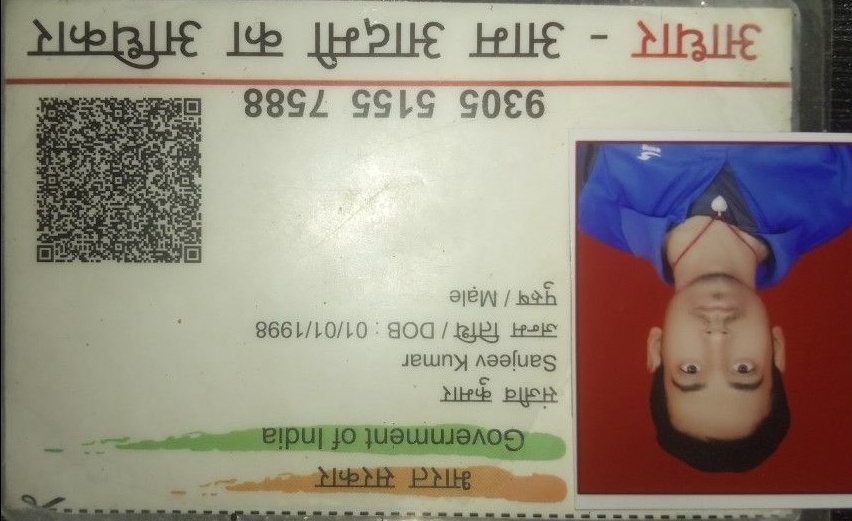 भारत सरकार
Government of India
सजीव कुमार
Sanjeev Kumar
जन्म तिथि / DOB : 01/01/1998
पुरुष / Male
9305 5155 7588
आधार - आम आदमी का अधिकार